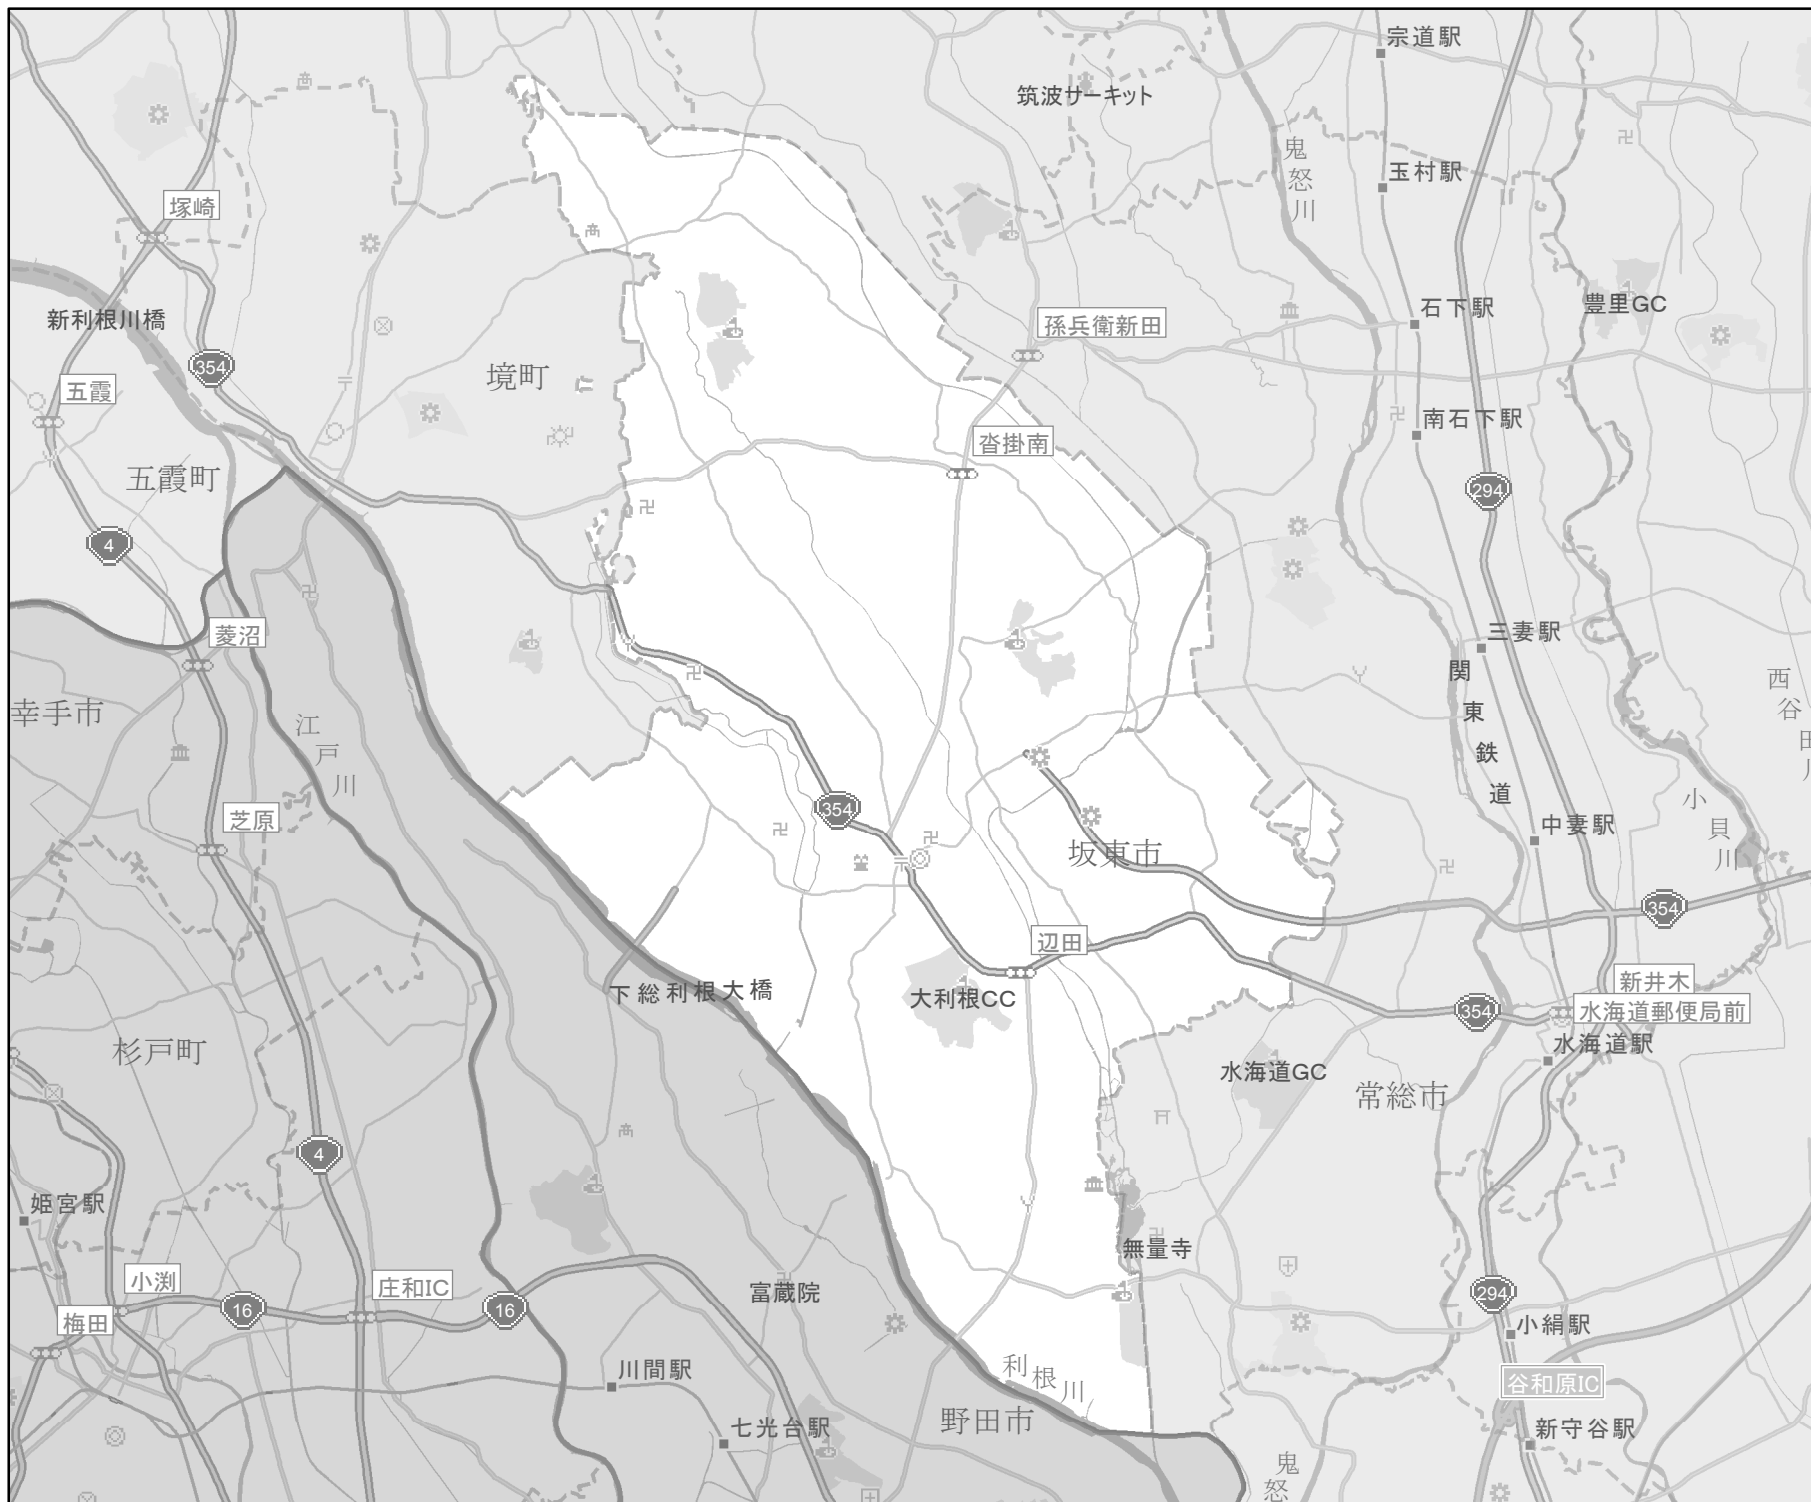 宗道駅
筑波サーキット
鬼怒川
玉村駅
塚崎
新利根川橋
石下駅
豊里GC
孫兵衛新田
354
境町
五霞
南石下駅
沓掛南
五霞町
294
4
菱沼
三妻駅
関東鉄道
西谷田川
幸手市
江戸川
小貝川
354
芝原
中妻駅
坂東市
354
辺田
新井木
下総利根大橋
大利根CC
354
水海道郵便局前
杉戸町
水海道駅
水海道GC
常総市
4
姫宮駅
無量寺
小渕
庄和IC
富蔵院
294
16
16
梅田
小絹駅
川間駅
利根川
谷和原IC
野田市
七光台駅
新守谷駅
鬼怒